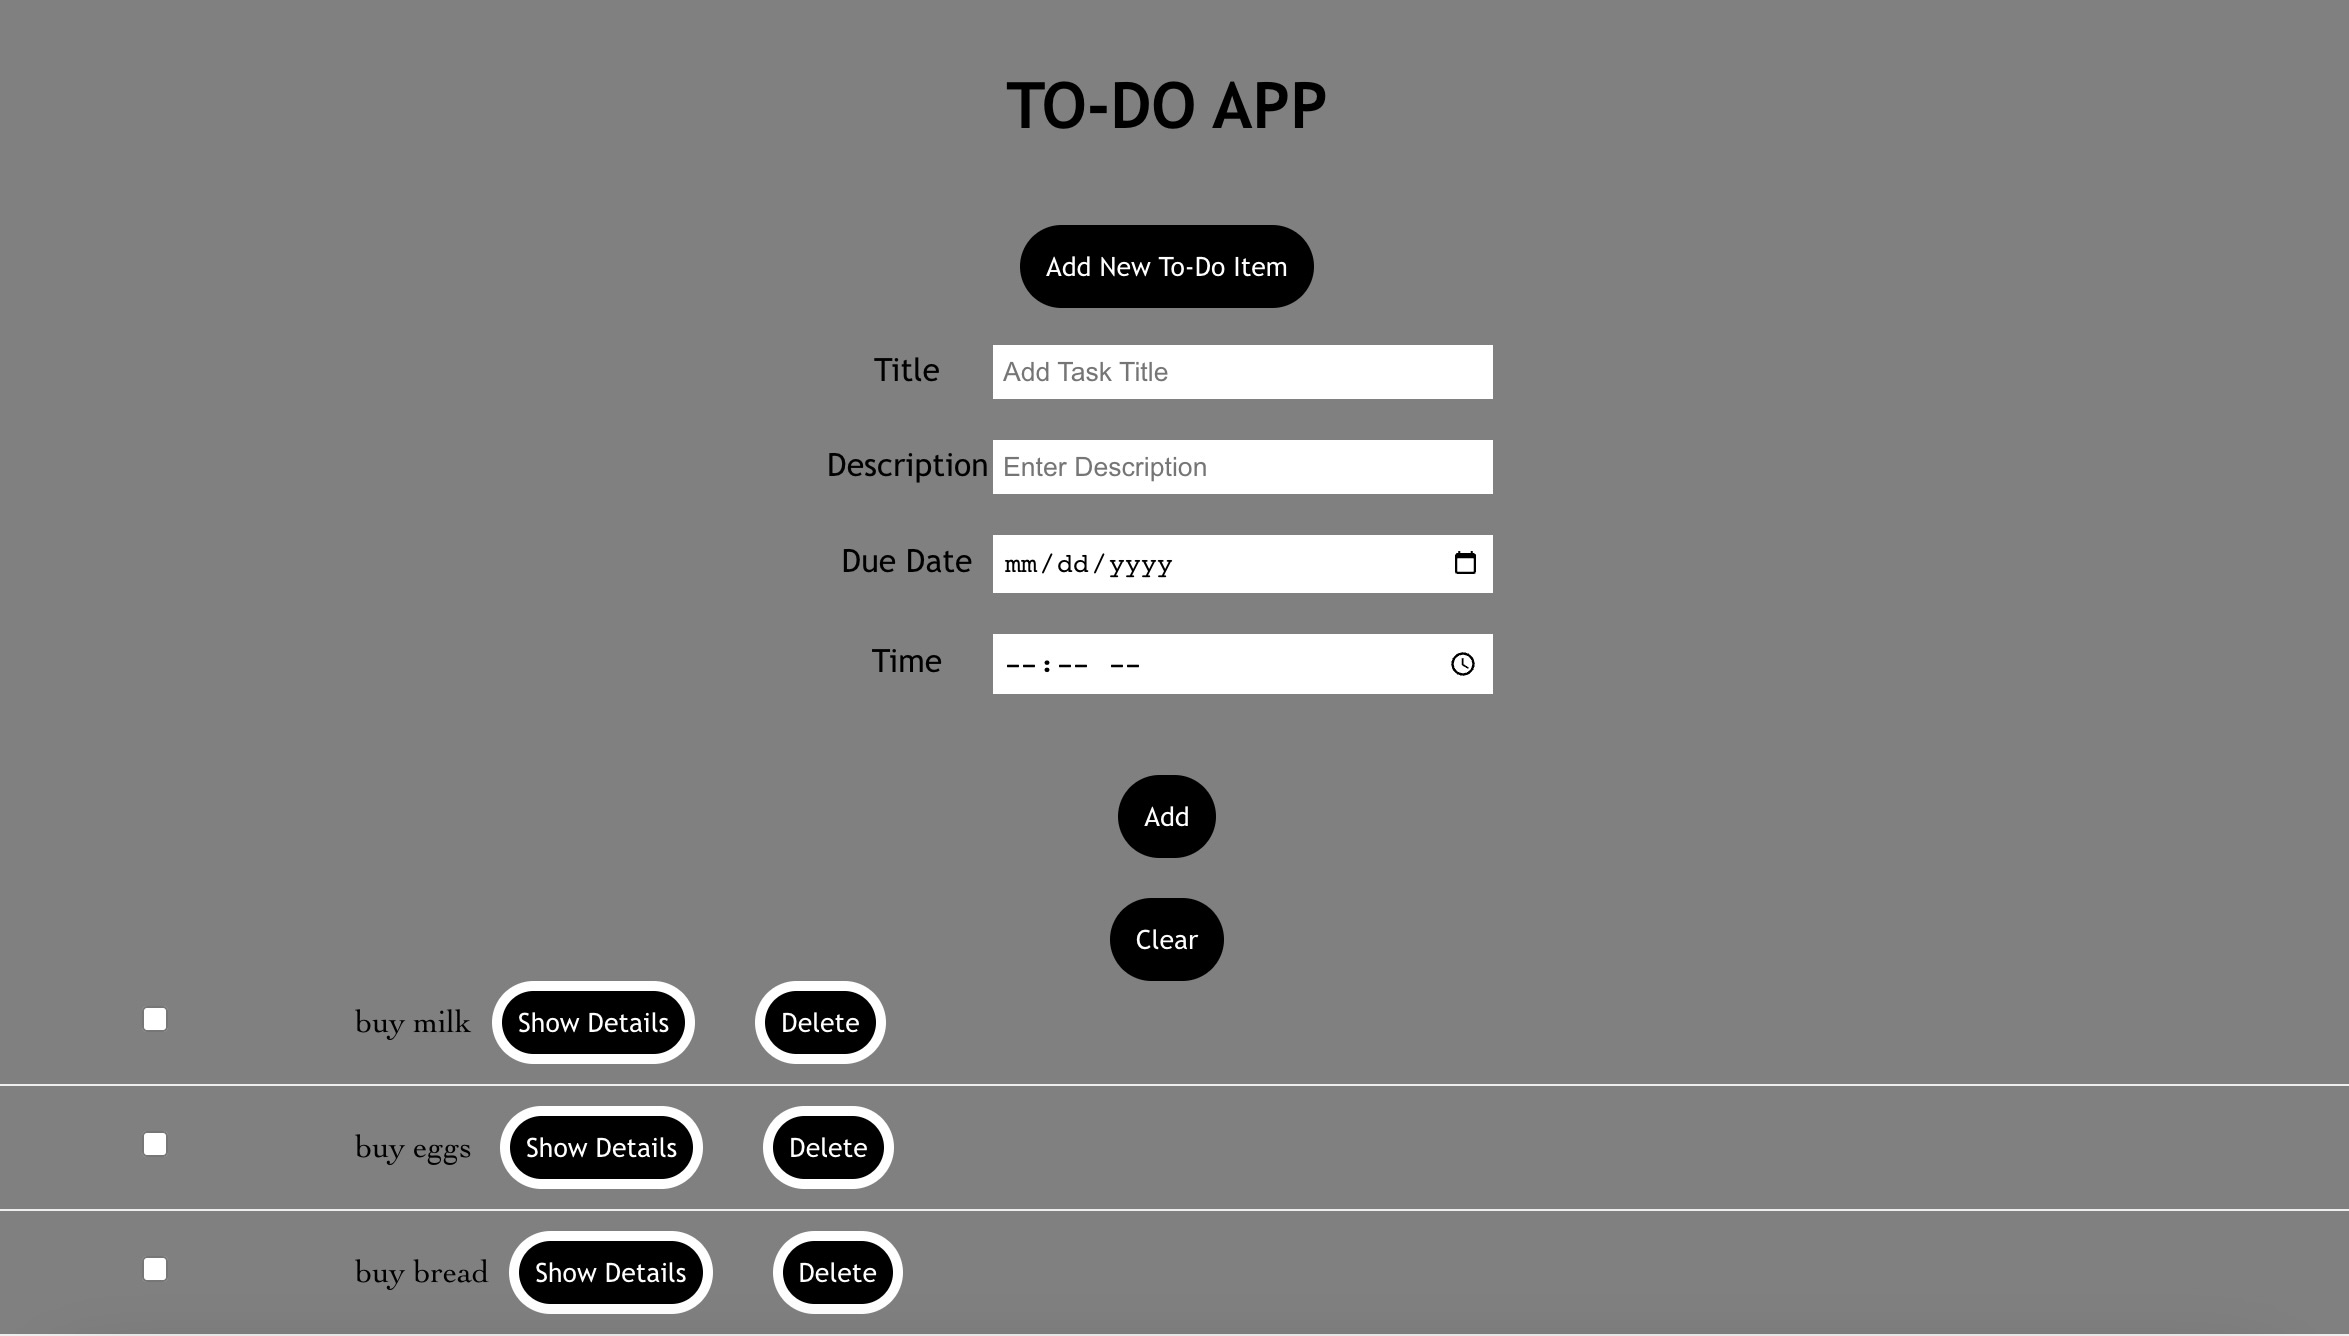 TO-DO APP
Add New To-Do Item
Title Add Task Title
Description Enter Description
Due Date mm/dd/yyyy
Time --:-- --
Add
Clear
buy milk Show Details Delete
buy eggs Show Details Delete
buy bread Show Details Delete